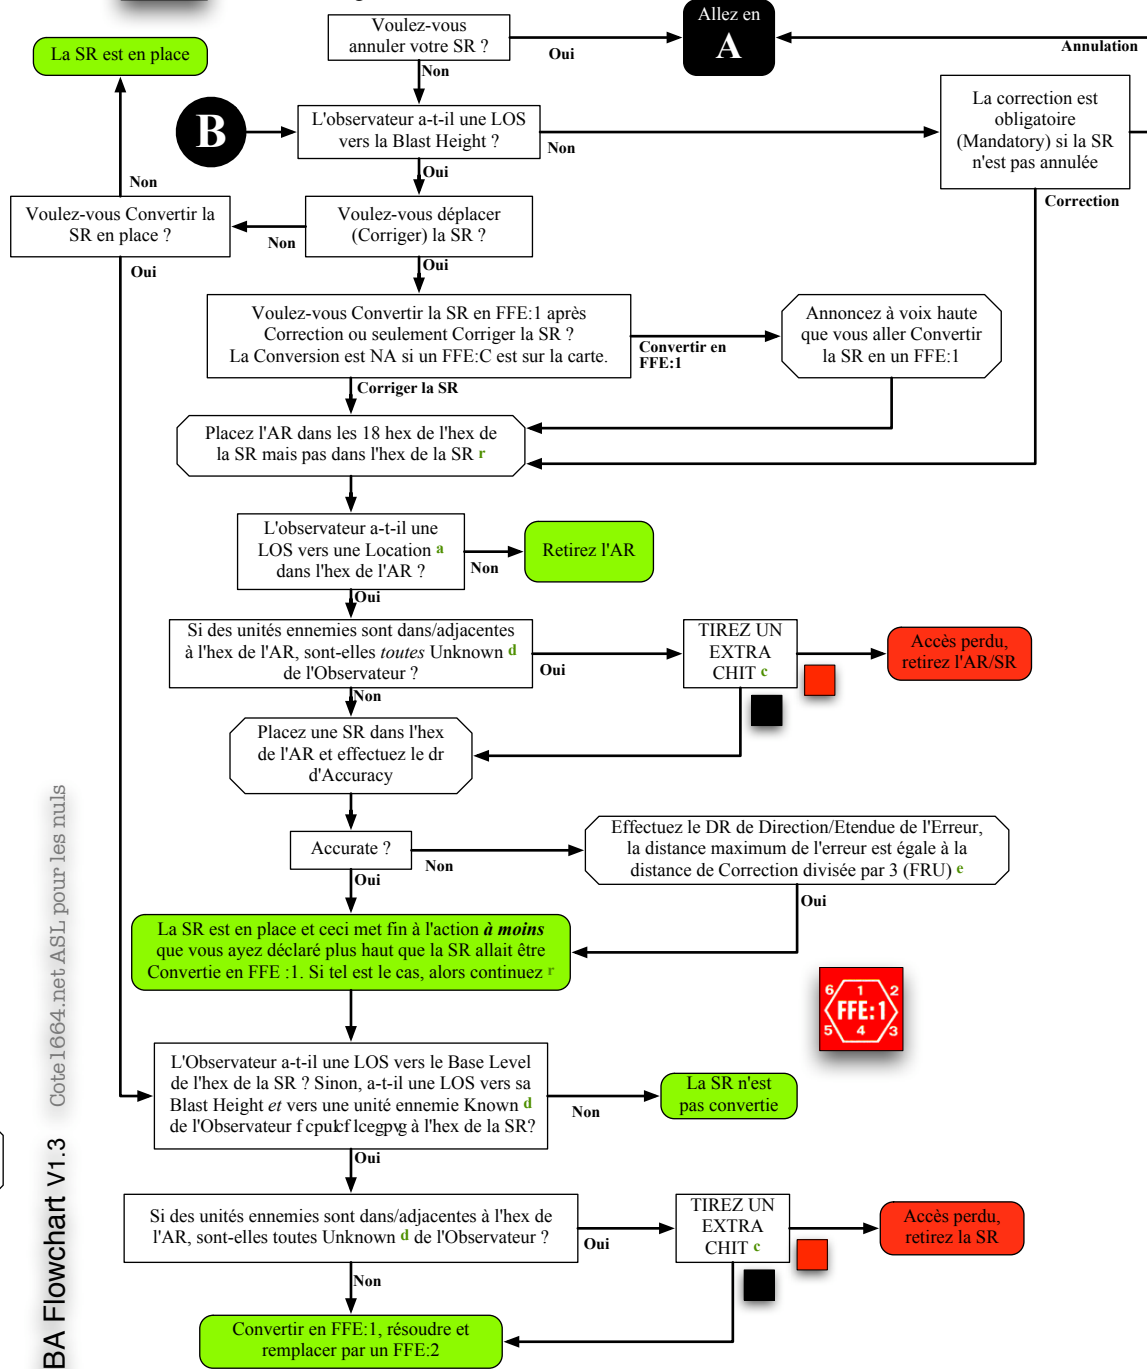 Voulez-vous
annuler votre SR ?
Oui
Non
Allez en
A
Annulation
La SR est en place
B
L'observateur a-t-il une LOS
vers la Blast Height ?
Non
Oui
La correction est
obligatoire
(Mandatory) si la SR
n'est pas annulée
Correction
Non
Voulez-vous Convertir la
SR en place ?
Oui
Non
Voulez-vous déplacer
(Corriger) la SR ?
Oui
Voulez-vous Convertir la SR en FFE:1 après
Correction ou seulement Corriger la SR ?
La Conversion est NA si un FFE:C est sur la carte.
Convertir en
FFE:1
Annoncez à voix haute
que vous aller Convertir
la SR en un FFE:1
Corriger la SR
Placez l'AR dans les 18 hex de l'hex de
la SR mais pas dans l'hex de la SR r
L'observateur a-t-il une
LOS vers une Location a
dans l'hex de l'AR ?
Non
Retirez l'AR
Oui
Si des unités ennemies sont dans/adjacentes
à l'hex de l'AR, sont-elles toutes Unknown d
de l'Observateur ?
Oui
TIREZ UN
EXTRA
CHIT c
Accès perdu,
retirez l'AR/SR
Non
Placez une SR dans l'hex
de l'AR et effectuez le dr
d'Accuracy
Accurate ?
Non
Oui
Effectuez le DR de Direction/Etendue de l'Erreur,
la distance maximum de l'erreur est égale à la
distance de Correction divisée par 3 (FRU) e
Oui
La SR est en place et ceci met fin à l'action à moins
que vous ayez déclaré plus haut que la SR allait être
Convertie en FFE :1. Si tel est le cas, alors continuez r
6 1 2
FFE:1
5 4 3
L'Observateur a-t-il une LOS vers le Base Level
de l'hex de la SR ? Sinon, a-t-il une LOS vers sa
Blast Height et vers une unité ennemie Known d
de l'Observateur à l'hex de la SR?
Non
La SR n'est
pas convertie
Oui
Si des unités ennemies sont dans/adjacentes à l'hex de
l'AR, sont-elles toutes Unknown d de l'Observateur ?
Oui
TIREZ UN
EXTRA
CHIT c
Accès perdu,
retirez la SR
Non
Convertir en FFE:1, résoudre et
remplacer par un FFE:2
BA Flowchart V1.3 Cote1664.net ASL pour les nuls